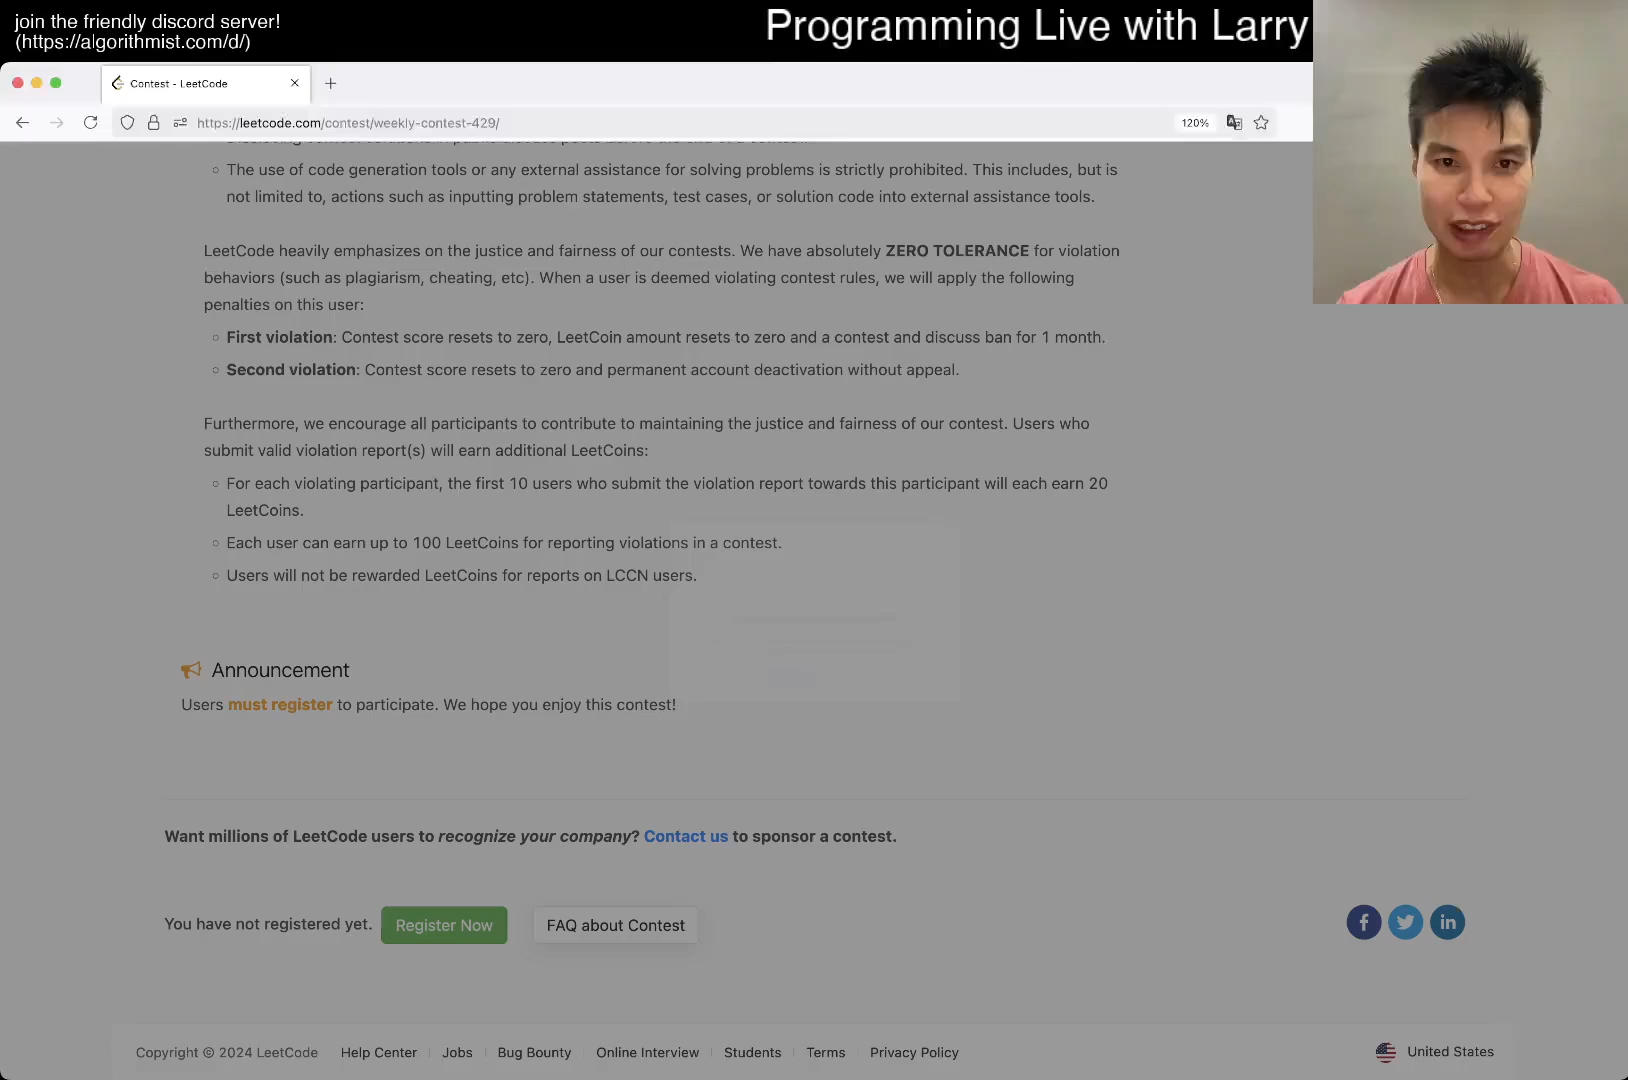 join the friendly discord server!
(https://algorithmist.com/d/)
Programming Live with Larry
Contest - LeetCode
https://leetcode.com/contest/weekly-contest-429/
120%
The use of code generation tools or any external assistance for solving problems is strictly prohibited. This includes, but is
not limited to, actions such as inputting problem statements, test cases, or solution code into external assistance tools.
LeetCode heavily emphasizes on the justice and fairness of our contests. We have absolutely ZERO TOLERANCE for violation
behaviors (such as plagiarism, cheating, etc). When a user is deemed violating contest rules, we will apply the following
penalties on this user:
First violation: Contest score resets to zero, LeetCoin amount resets to zero and a contest and discuss ban for 1 month.
Second violation: Contest score resets to zero and permanent account deactivation without appeal.
Furthermore, we encourage all participants to contribute to maintaining the justice and fairness of our contest. Users who
submit valid violation report(s) will earn additional LeetCoins:
For each violating participant, the first 10 users who submit the violation report towards this participant will each earn 20
LeetCoins.
Each user can earn up to 100 LeetCoins for reporting violations in a contest.
Users will not be rewarded LeetCoins for reports on LCCN users.
Announcement
Users must register to participate. We hope you enjoy this contest!
Want millions of LeetCode users to recognize your company? Contact us to sponsor a contest.
You have not registered yet. Register Now FAQ about Contest
Copyright © 2024 LeetCode Help Center Jobs Bug Bounty Online Interview Students Terms Privacy Policy United States